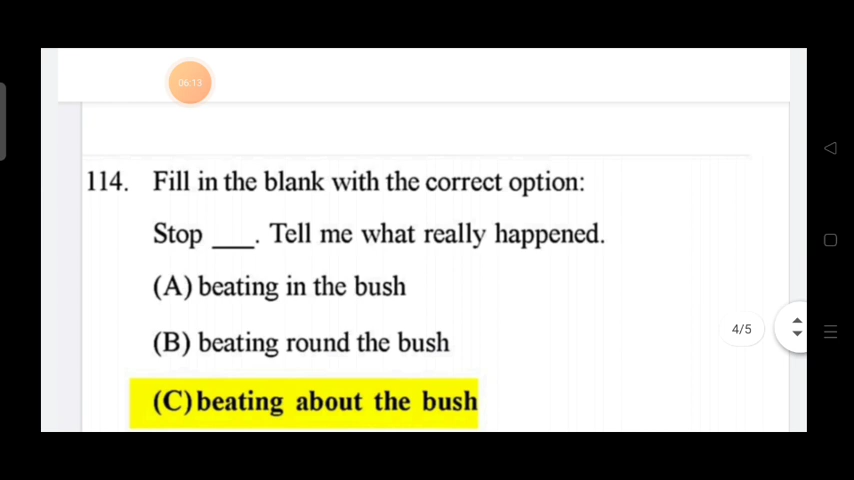 06:13
114. Fill in the blank with the correct option:
Stop ___. Tell me what really happened.
(A) beating in the bush
(B) beating round the bush
4/5
(C) beating about the bush